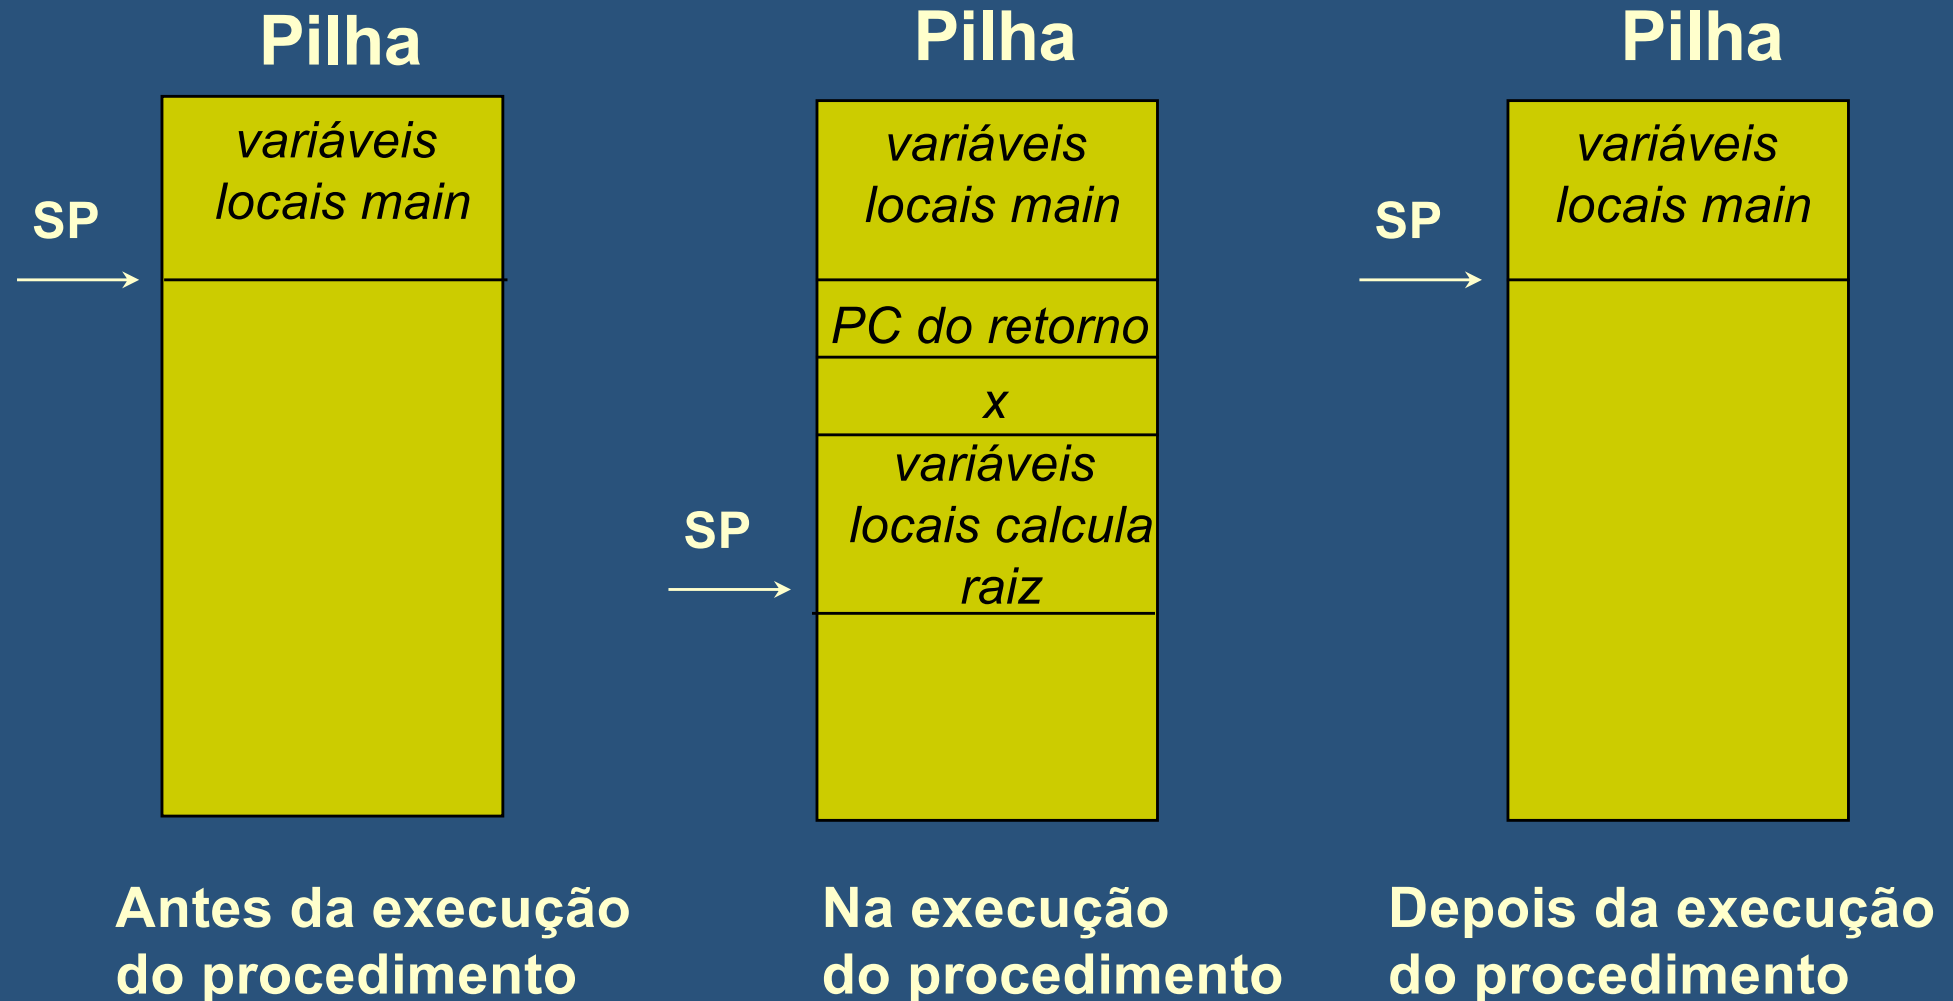 Pilha
variáveis
locais main
SP
Antes da execução
do procedimento
Pilha
variáveis
locais main
PC do retorno
x
variáveis
locais calcula
raiz
SP
Na execução
do procedimento
Pilha
variáveis
locais main
SP
Depois da execução
do procedimento